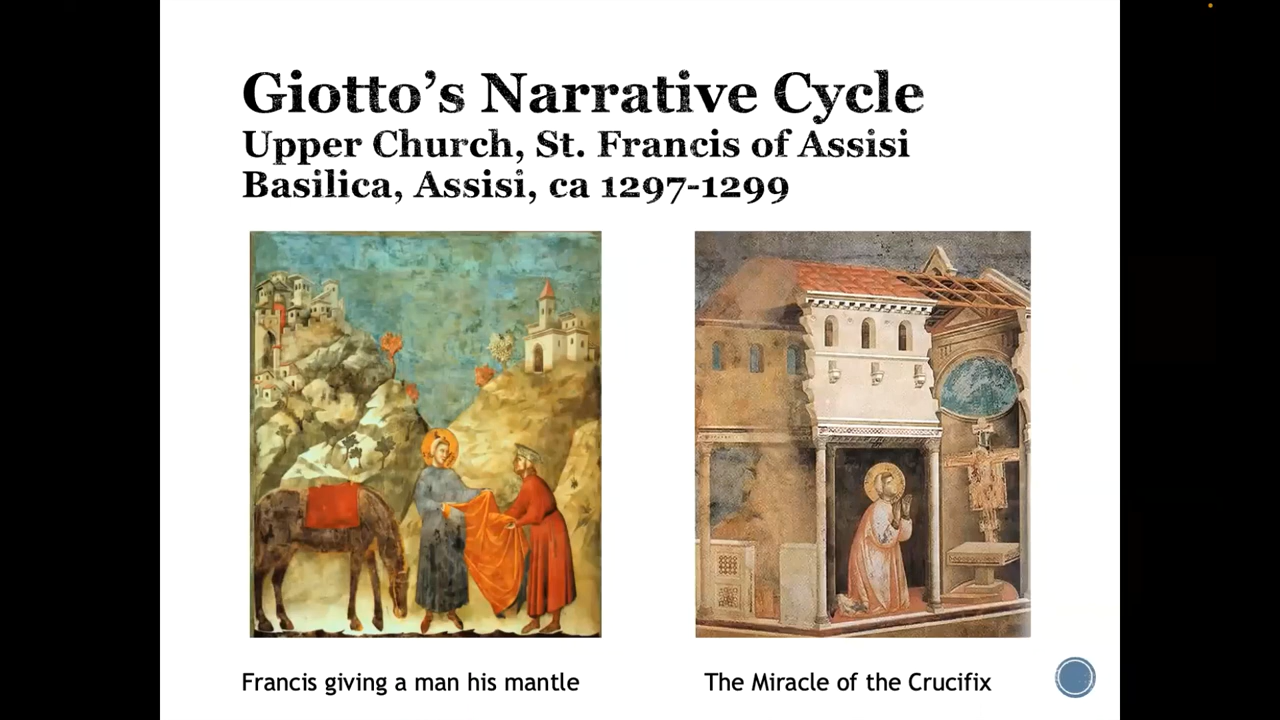 Giotto's Narrative Cycle
Upper Church, St. Francis of Assisi
Basilica, Assisi, ca 1297-1299
Francis giving a man his mantle
The Miracle of the Crucifix